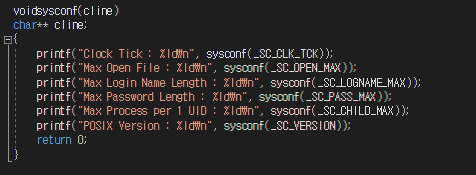 voidsysconf(cline)
char** cline;
{
printf("Clock Tick : %ld₩n", sysconf(_SC_CLK_TCK));
printf("Max Open File : %ld₩n", sysconf(_SC_OPEN_MAX));
printf("Max Login Name Length : %ld₩n", sysconf(_SC_LOGNAME_MAX));
printf("Max Password Length : %ld₩n", sysconf(_SC_PASS_MAX));
printf("Max Process per 1 UID : %ld₩n", sysconf(_SC_CHILD_MAX));
printf("POSIX Version : %ld₩n", sysconf(_SC_VERSION));
return 0;
}